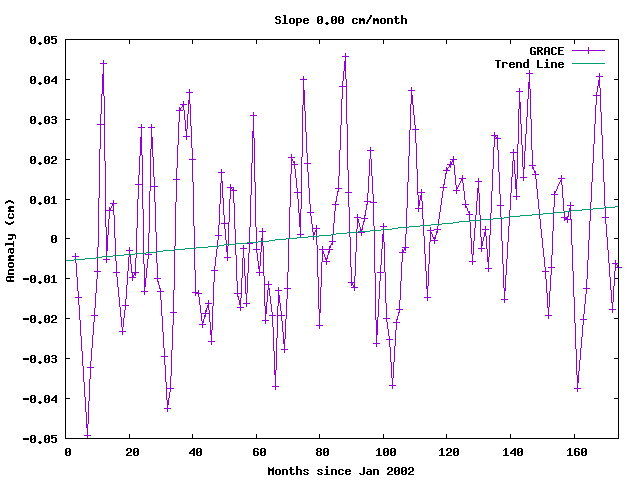 Slope 0.00 cm/month
GRACE
Trend Line
Anomaly (cm)
0.05
0.04
0.03
0.02
0.01
0
-0.01
-0.02
-0.03
-0.04
-0.05
0 20 40 60 80 100 120 140 160
Months since Jan 2002